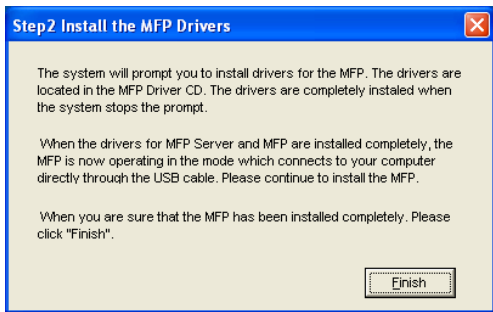 Step2 Install the MFP Drivers
The system will prompt you to install drivers for the MFP. The drivers are
located in the MFP Driver CD. The drivers are completely instaled when
the system stops the prompt.
When the drivers for MFP Server and MFP are installed completely, the
MFP is now operating in the mode which connects to your computer
directly through the USB cable. Please continue to install the MFP.
When you are sure that the MFP has been installed completely. Please
click "Finish".
Finish